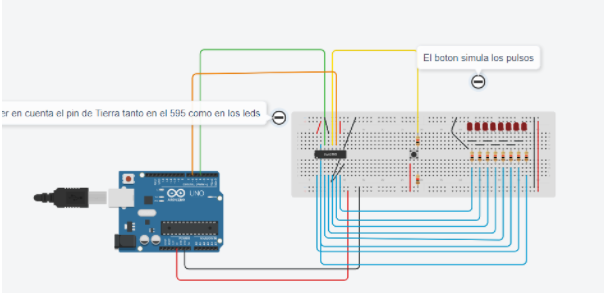 El boton simula los pulsos
er en cuenta el pin de Tierra tanto en el 595 como en los leds
UNO